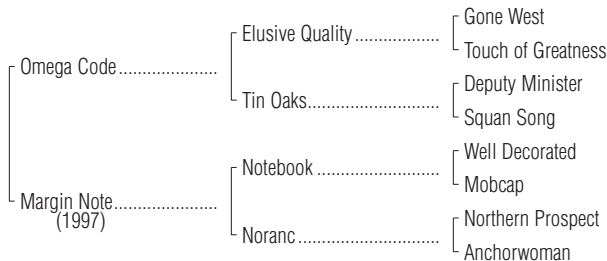 Gone West
Elusive Quality ..................
Touch of Greatness
Omega Code .....................
Deputy Minister
Tin Oaks............................
Squan Song
Well Decorated
Notebook ..........................
Mobcap
Margin Note......................
(1997)
Northern Prospect
Noranc ..............................
Anchorwoman